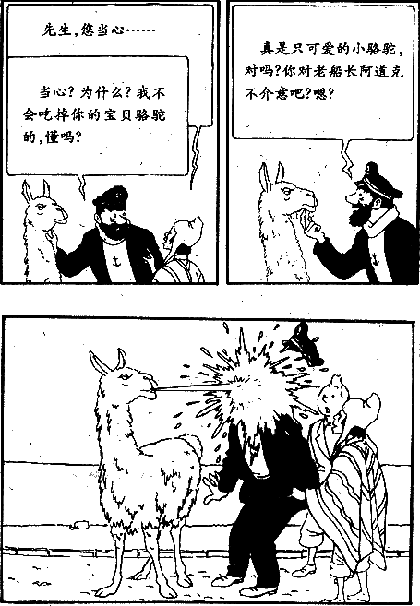 先生,您当心……
当心?为什么?我不
会吃掉你的宝贝骆驼
的,懂吗?
真是只可爱的小骆驼,
对吗?你对老船长阿道克
不介意吧?嗯?